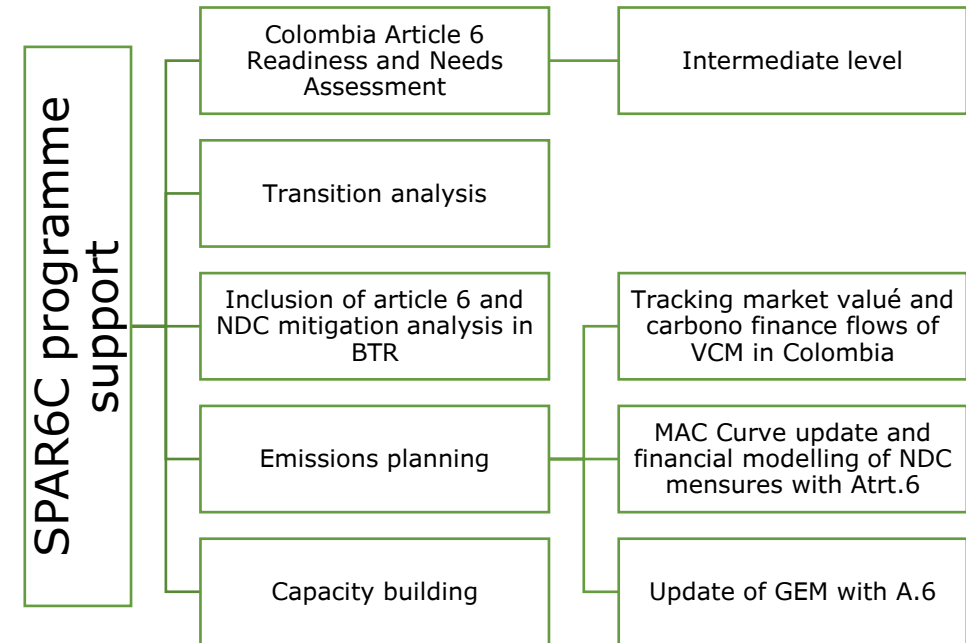 SPAR6C programme
support
Colombia Article 6
Readiness and Needs
Assessment
Intermediate level
Transition analysis
Inclusion of article 6 and
NDC mitigation analysis in
BTR
Emissions planning
Tracking market valué and
carbono finance flows of
VCM in Colombia
MAC Curve update and
financial modelling of NDC
mensures with Atrt.6
Update of GEM with A.6
Capacity building